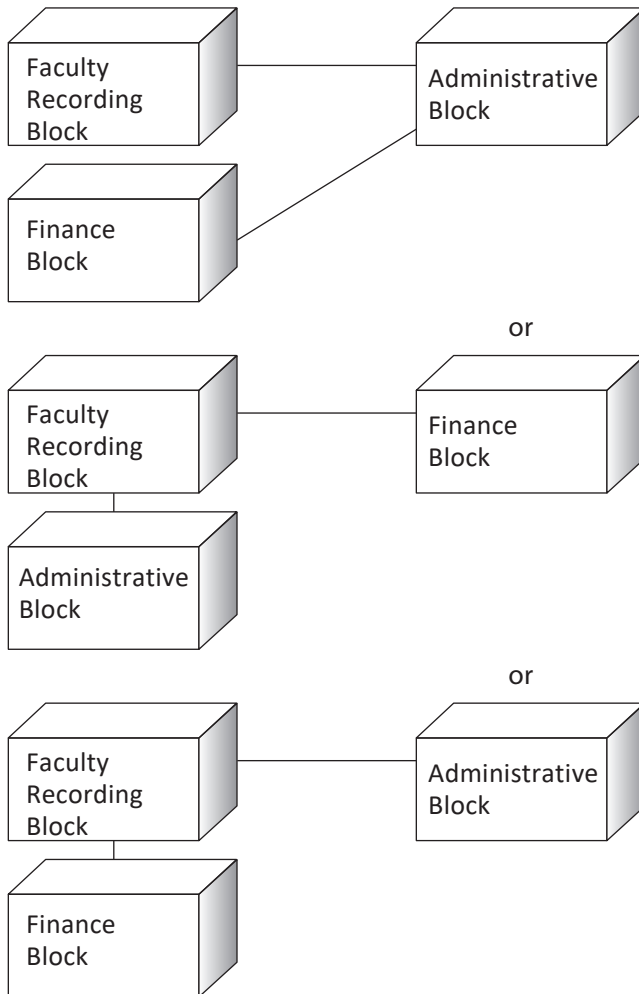 Faculty
Recording
Block
Administrative
Block
Finance
Block
or
Faculty
Recording
Block
Finance
Block
Administrative
Block
or
Faculty
Recording
Block
Administrative
Block
Finance
Block